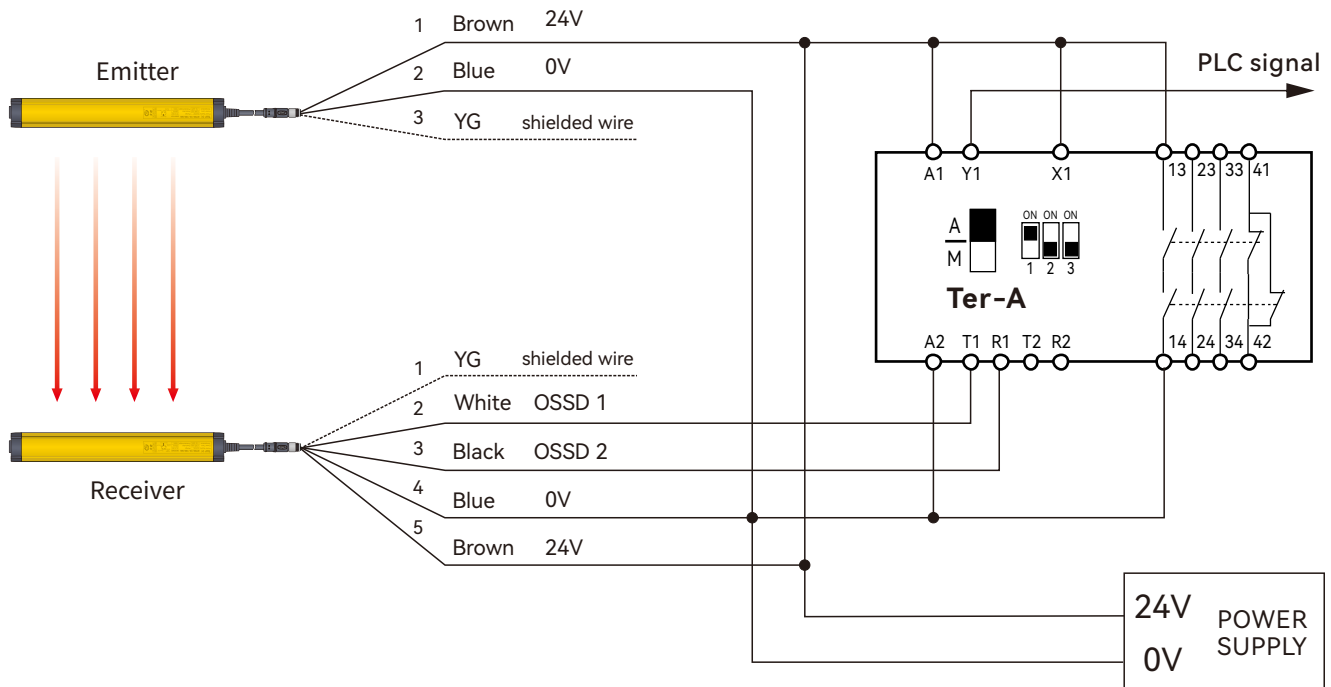 1 Brown 24V
2 Blue 0V
3 YG shielded wire
Emitter
PLC signal
A1 Y1 X1 13 23 33 41
A
M
ON ON ON
1 2 3
Ter-A
A2 T1 R1 T2 R2 14 24 34 42
1 YG shielded wire
2 White OSSD 1
3 Black OSSD 2
4 Blue 0V
5 Brown 24V
Receiver
24V
0V
POWER
SUPPLY